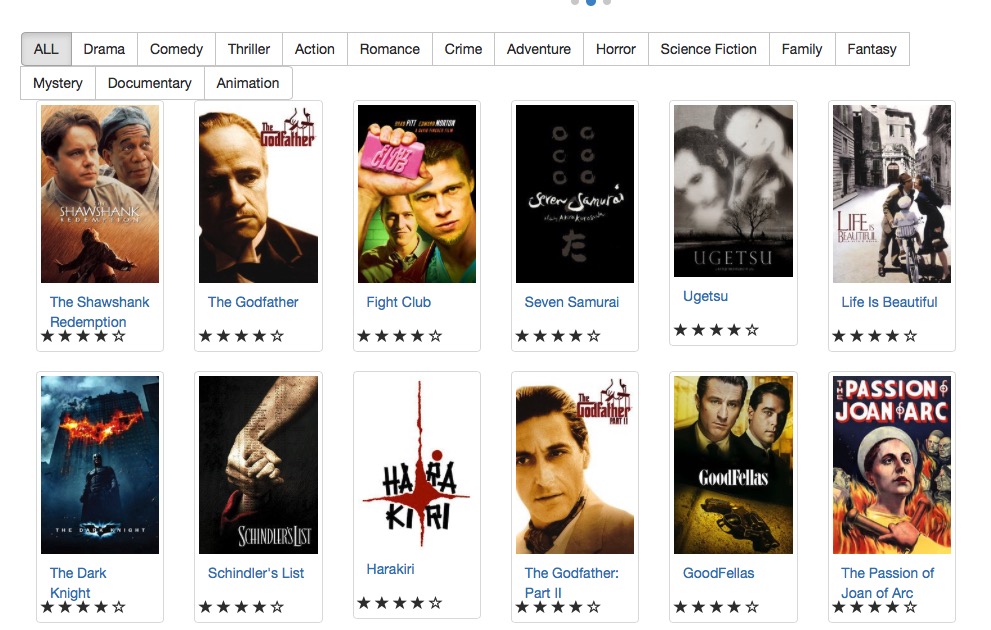 ALL Drama Comedy Thriller Action Romance Crime Adventure Horror Science Fiction Family Fantasy
Mystery Documentary Animation
THE
SHAWSHANK
REDEMPTION
The
Godfather
BRAD PITT EDWARD NORTON
FIGHT
CLUB
seven Samurai
た
UGETSU
LIFE IS
BEAUTIFUL
The Shawshank
Redemption
The Godfather
Fight Club
Seven Samurai
Ugetsu
Life Is Beautiful
★★★★☆
★★★★☆
★★★★☆
★★★★☆
★★★★☆
★★★★☆
THE DARK KNIGHT
SCHINDLER'S LIST
HARA
KIRI
The
Godfather
PART II
GoodFellas
THE
PASSION OF
JOAN OF ARC
The Dark
Knight
Schindler's List
Harakiri
The Godfather:
Part II
GoodFellas
The Passion of
Joan of Arc
★★★★☆
★★★★☆
★★★★☆
★★★★☆
★★★★☆
★★★★☆